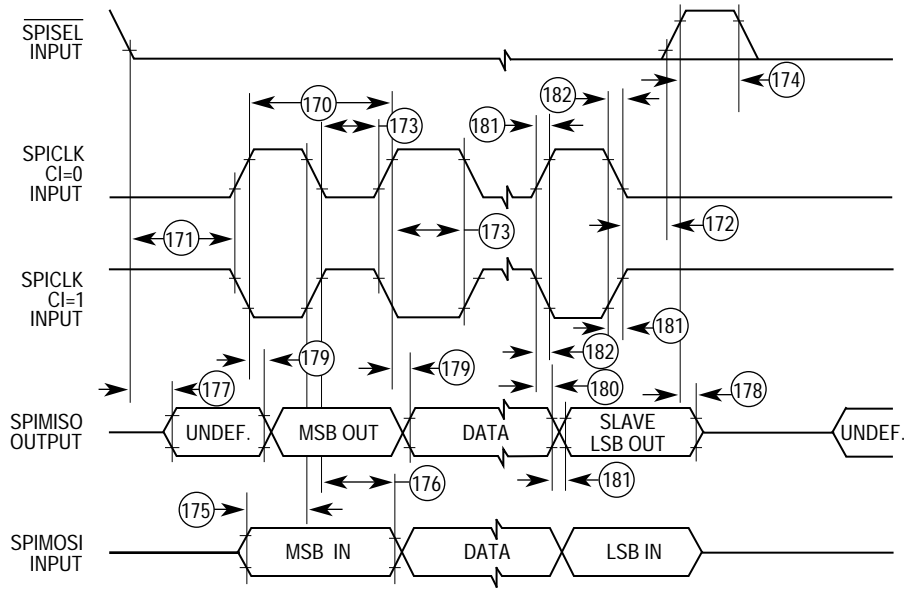 SPISEL
INPUT
174
182
170
181
173
SPICLK
CI=0
INPUT
172
173
171
SPICLK
CI=1
INPUT
181
182
179
179
180
178
177
SPIMISO
OUTPUT
UNDEF.
MSB OUT
DATA
SLAVE
LSB OUT
UNDEF.
176
181
175
SPIMOSI
INPUT
MSB IN
DATA
LSB IN